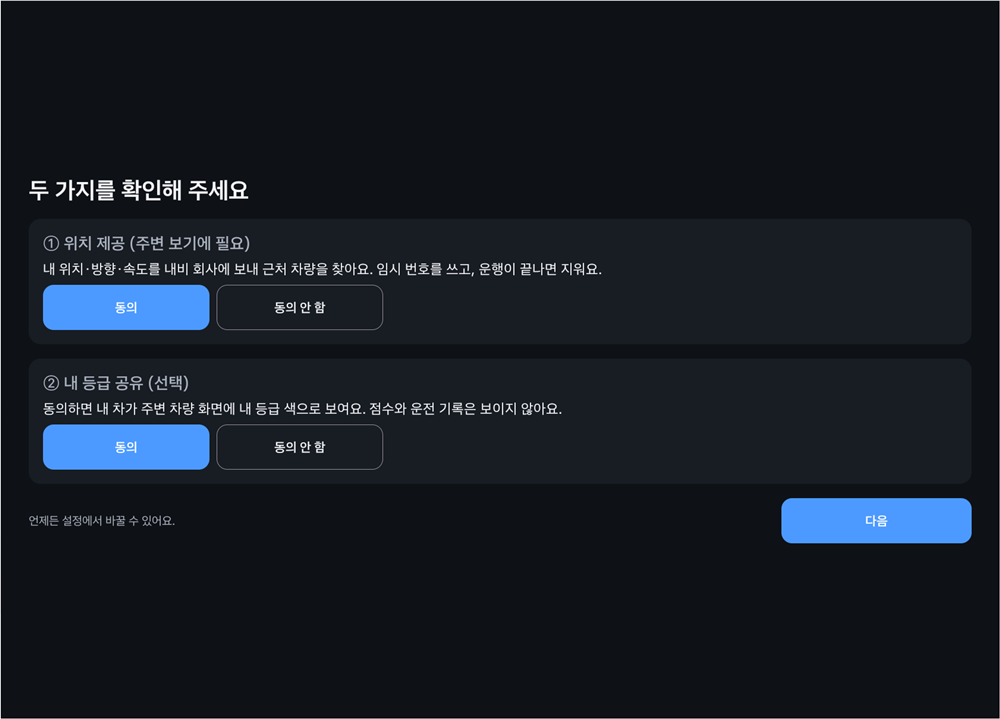 두 가지를 확인해 주세요
① 위치 제공 (주변 보기에 필요)
내 위치·방향·속도를 내비 회사에 보내 근처 차량을 찾아요. 임시 번호를 쓰고, 운행이 끝나면 지워요.
동의
동의 안 함
② 내 등급 공유 (선택)
동의하면 내 차가 주변 차량 화면에 내 등급 색으로 보여요. 점수와 운전 기록은 보이지 않아요.
동의
동의 안 함
언제든 설정에서 바꿀 수 있어요.
다음